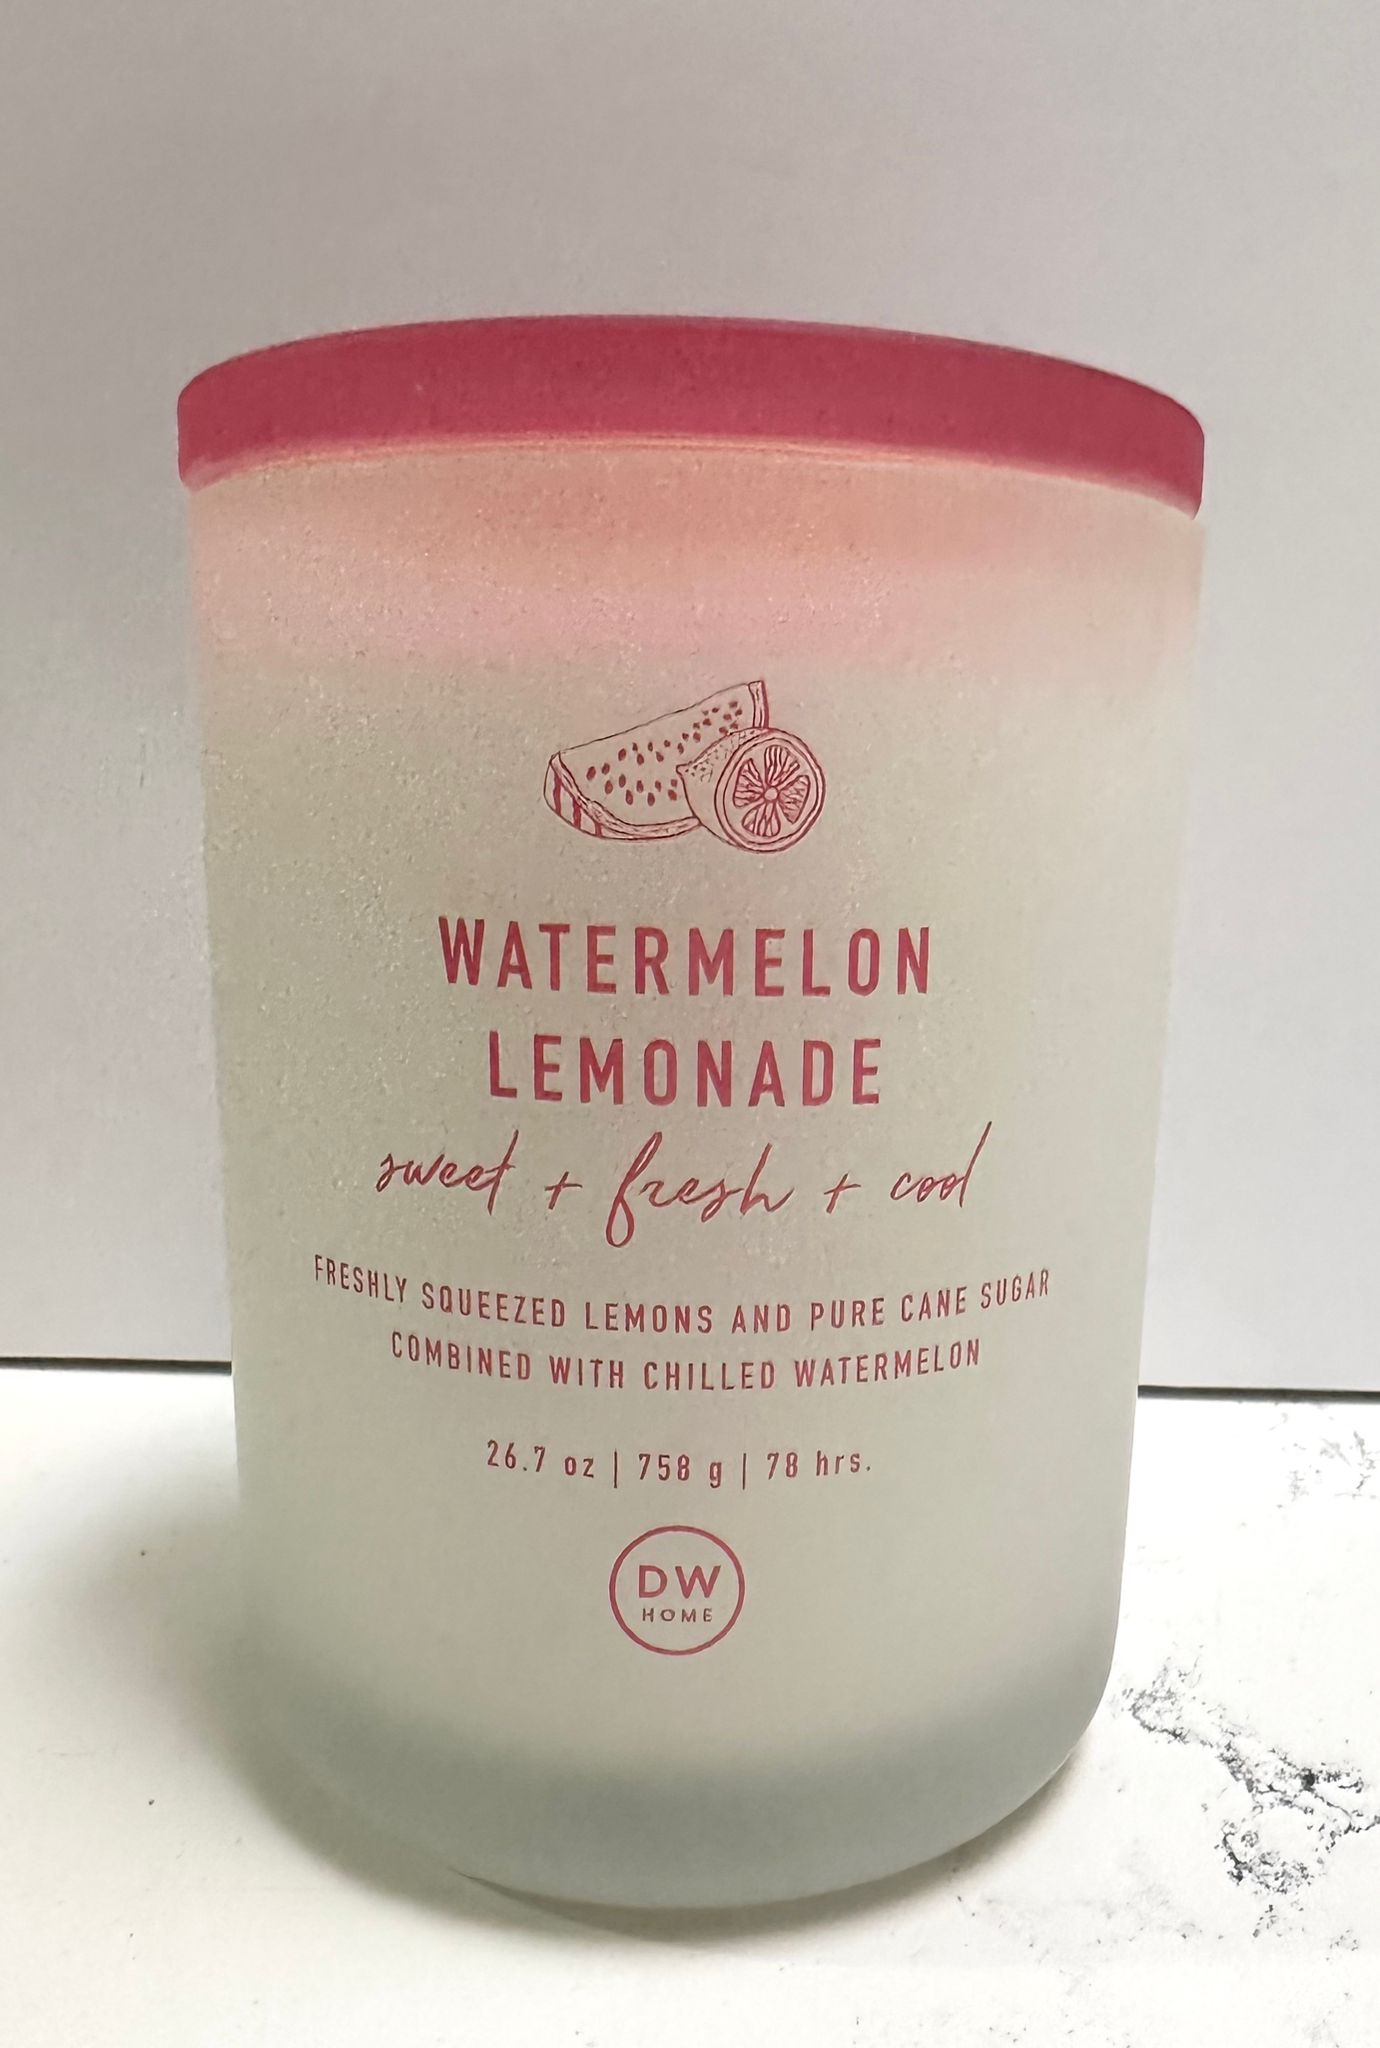 WATERMELON
LEMONADE
sweet + fresh + cool
FRESHLY SQUEEZED LEMONS AND PURE CANE SUGAR
COMBINED WITH CHILLED WATERMELON
26.7 oz | 758 g | 78 hrs.
DW
HOME